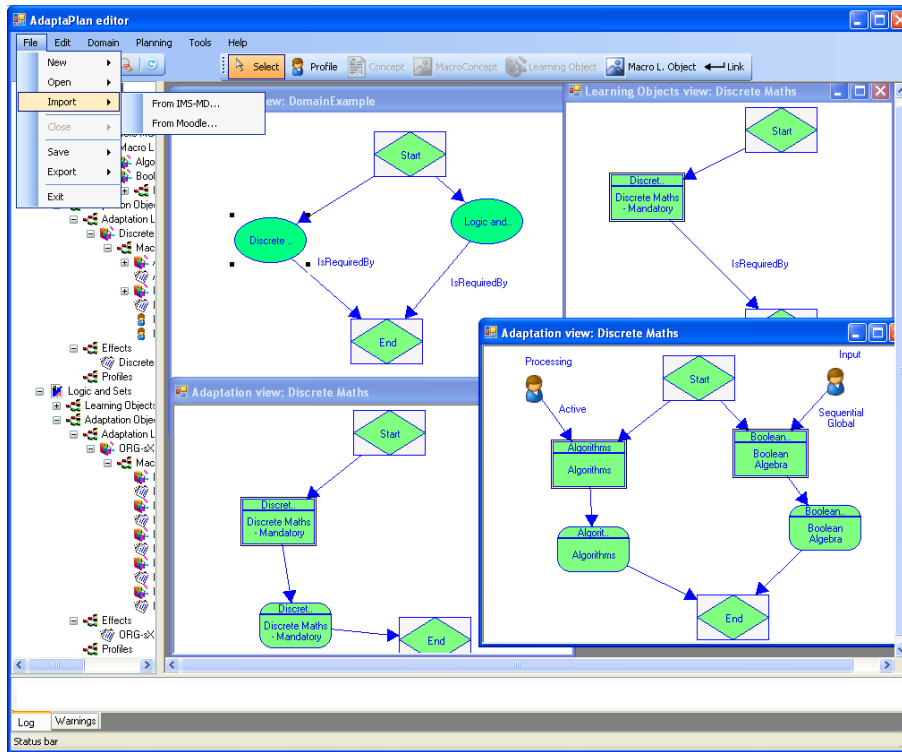 AdaptaPlan editor
File Edit Domain Planning Tools Help
Select Profile Concept MacroConcept Learning Object Macro L. Object Link
New
Open
Import
Close
Save
Export
Exit
From IMS-MD...
From Moodle...
view: DomainExample
Start
Discrete ..
Logic and..
IsRequiredBy
IsRequiredBy
End
Learning Objects view: Discrete Maths
Start
Discret..
Discrete Maths
- Mandatory
IsRequiredBy
Macro L
Algo
Bool
Adaptation L
Discrete
Mac
Effects
Discrete
Profiles
Logic and Sets
Learning Objects
Adaptation Obje
Adaptation L
ORG-sX
Mac
Effects
ORG-sX
Profiles
Adaptation view: Discrete Maths
Start
Discret..
Discrete Maths
- Mandatory
Discret..
Discrete Maths
- Mandatory
End
Adaptation view: Discrete Maths
Processing
Input
Start
Active
Sequential
Global
Algorithms
Algorithms
Boolean..
Boolean
Algebra
Algorit..
Algorithms
Boolean..
Boolean
Algebra
End
Log Warnings
Status bar